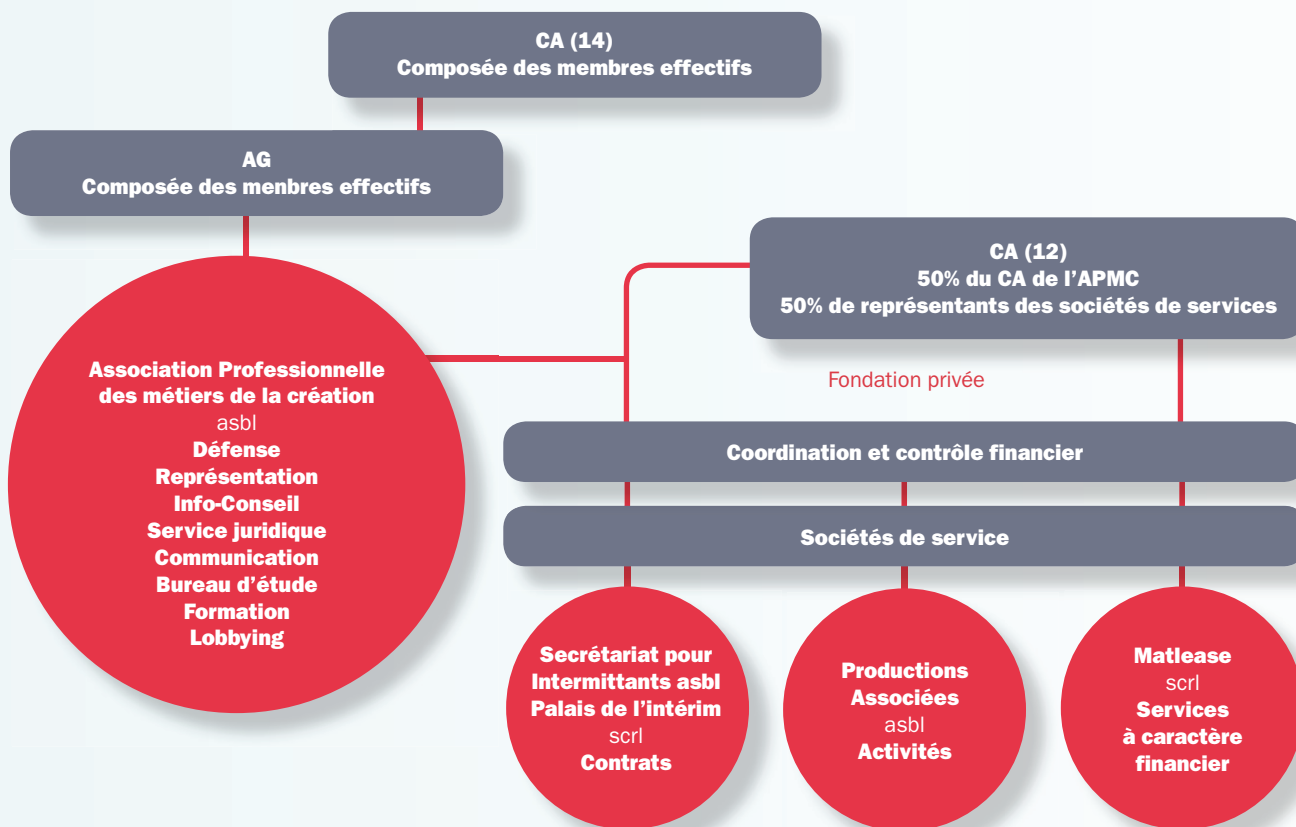 CA (14)
Composée des membres effectifs
AG
Composée des menbres effectifs
CA (12)
50% du CA de l’APMC
50% de représentants des sociétés de services
Fondation privée
Association Professionnelle
des métiers de la création
asbl
Défense
Représentation
Info-Conseil
Service juridique
Communication
Bureau d’étude
Formation
Lobbying
Coordination et contrôle financier
Sociétés de service
Secrétariat pour
Intermittants asbl
Palais de l’intérim
scrl
Contrats
Productions
Associées
asbl
Activités
Matlease
scrl
Services
à caractère
financier